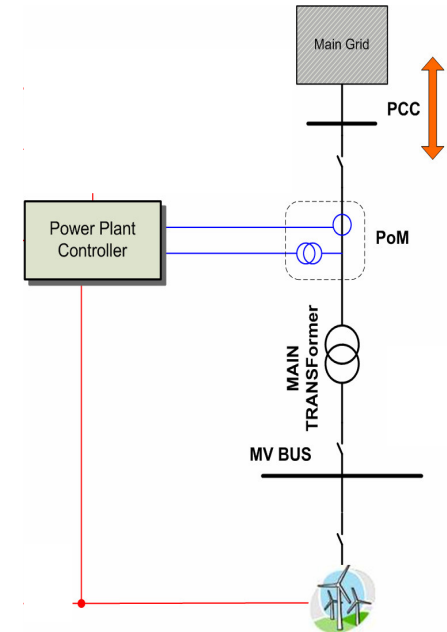 Main Grid
PCC
Power Plant
Controller
PoM
MAIN
TRANSFormer
MV BUS